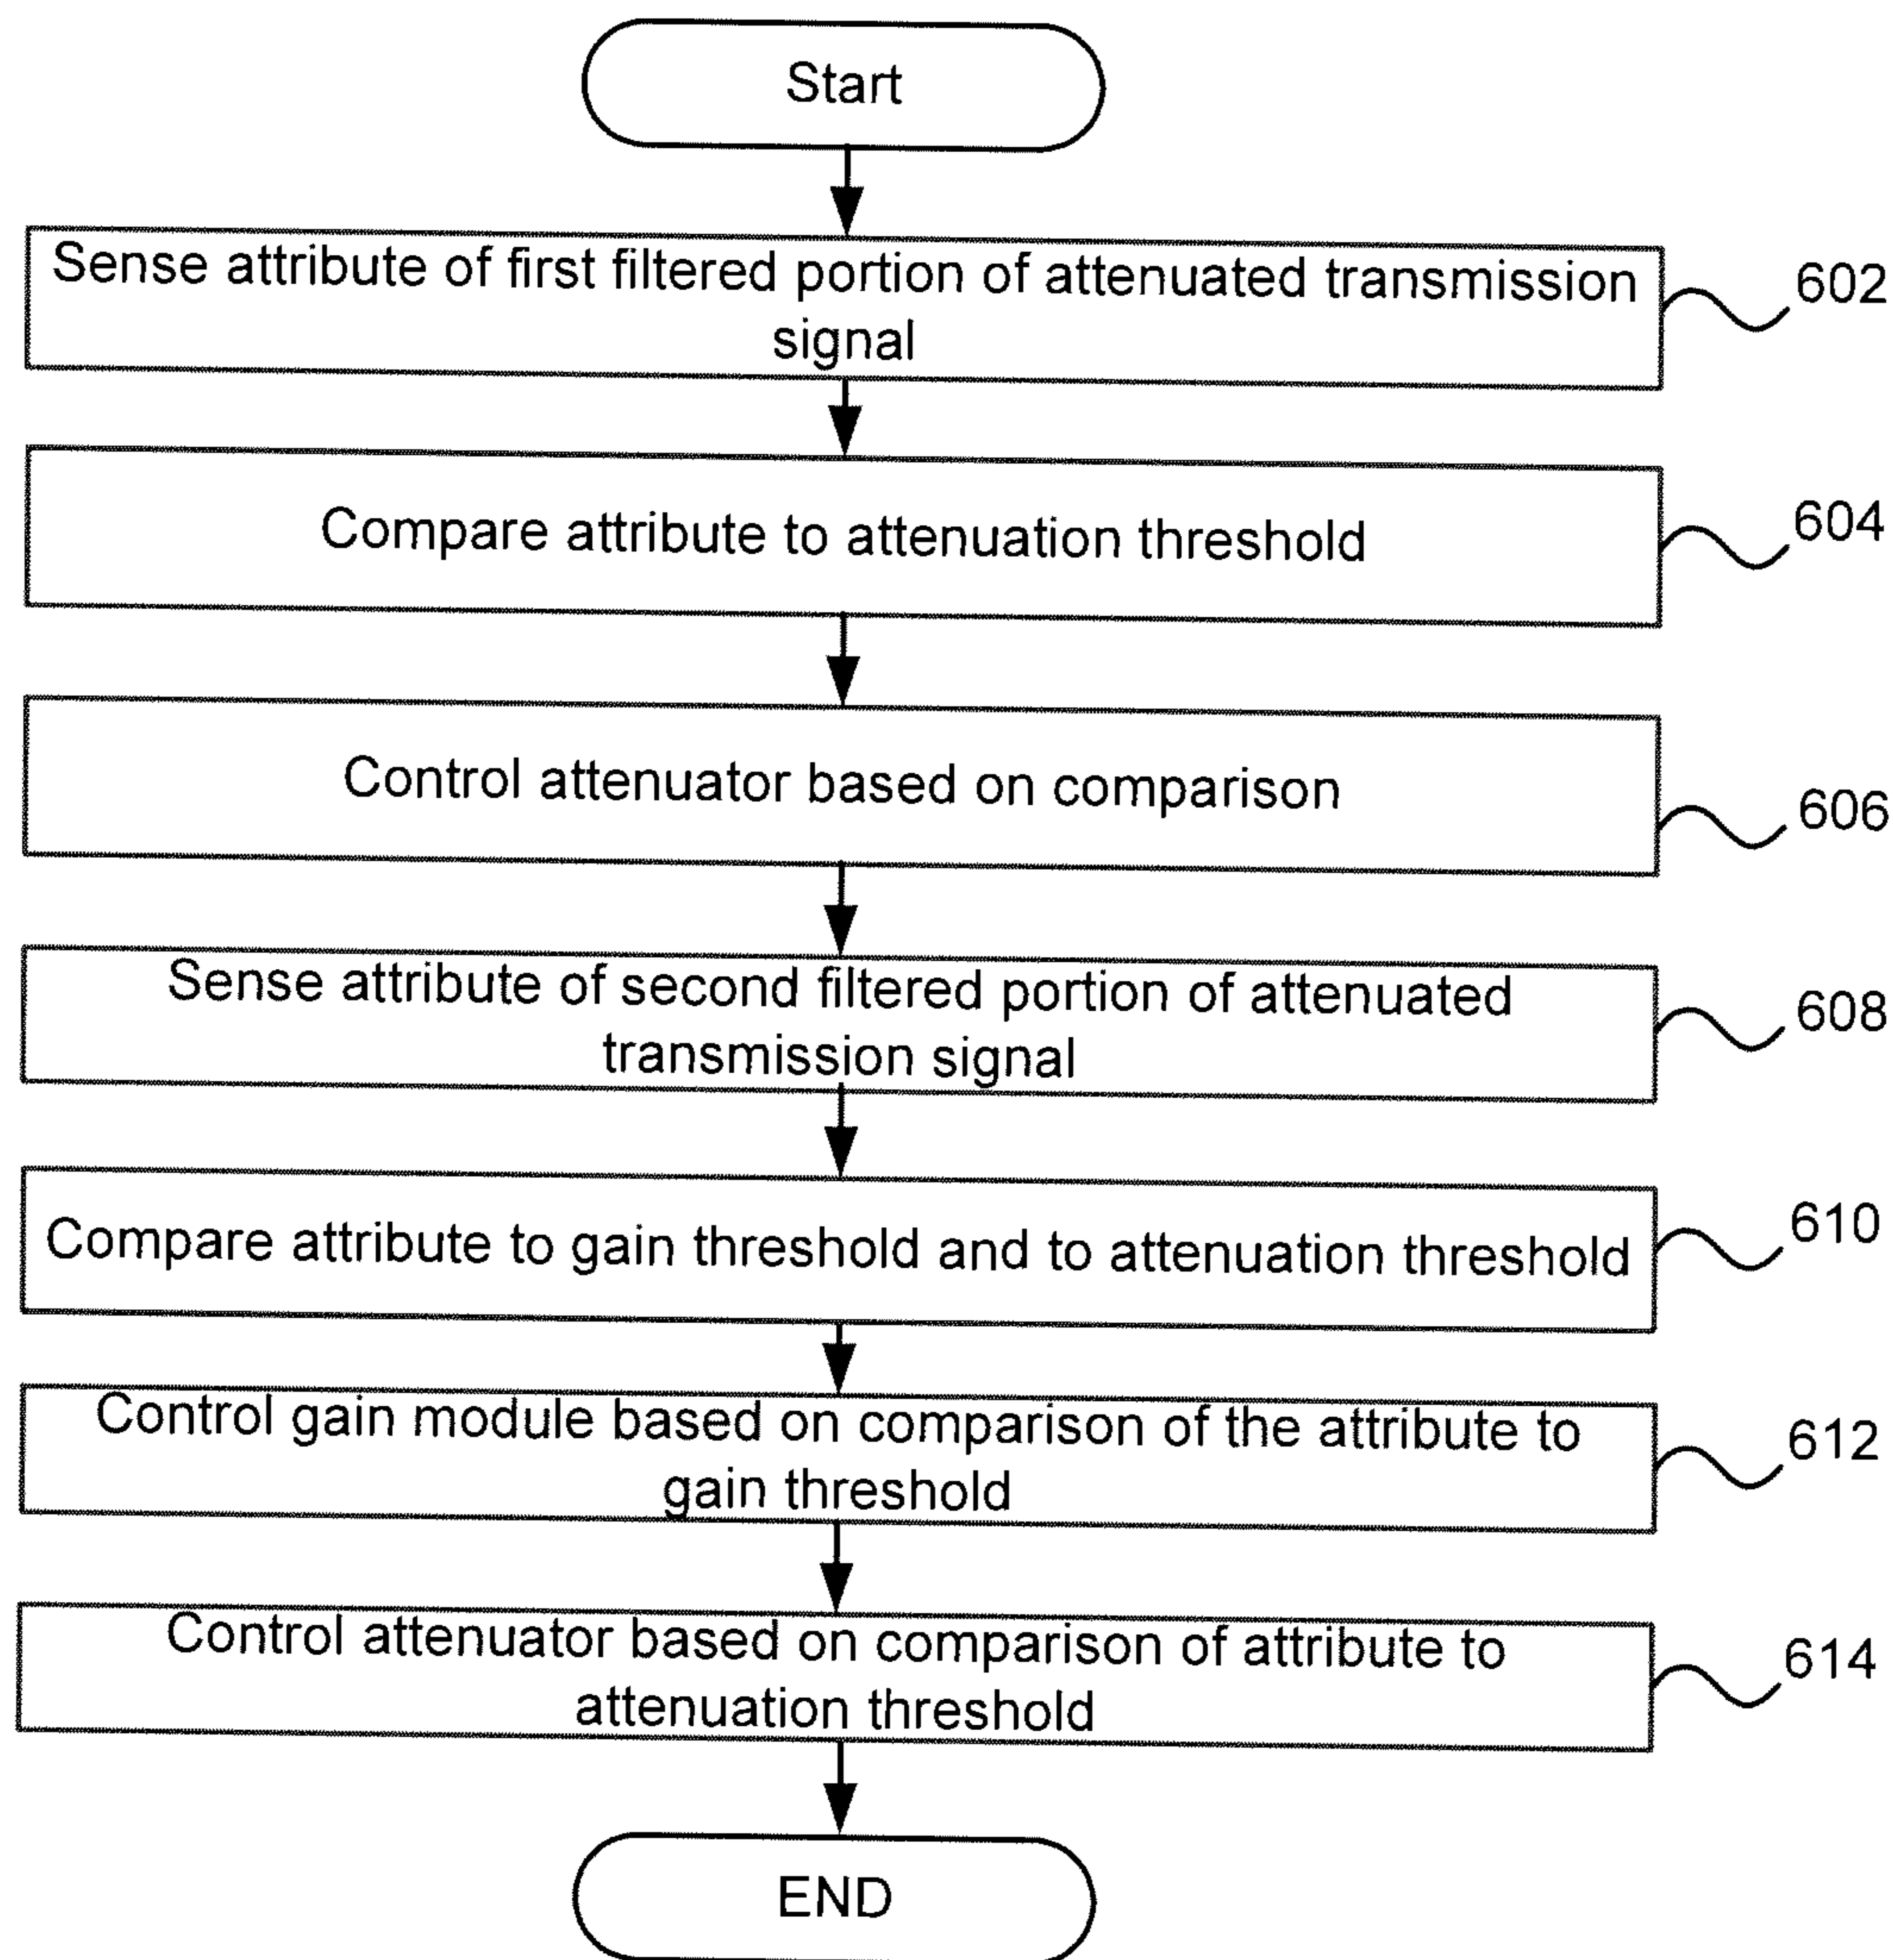 Start
Sense attribute of first filtered portion of attenuated transmission
signal
602
Compare attribute to attenuation threshold
604
Control attenuator based on comparison
606
Sense attribute of second filtered portion of attenuated
transmission signal
608
Compare attribute to gain threshold and to attenuation threshold
610
Control gain module based on comparison of the attribute to
gain threshold
612
Control attenuator based on comparison of attribute to
attenuation threshold
614
END